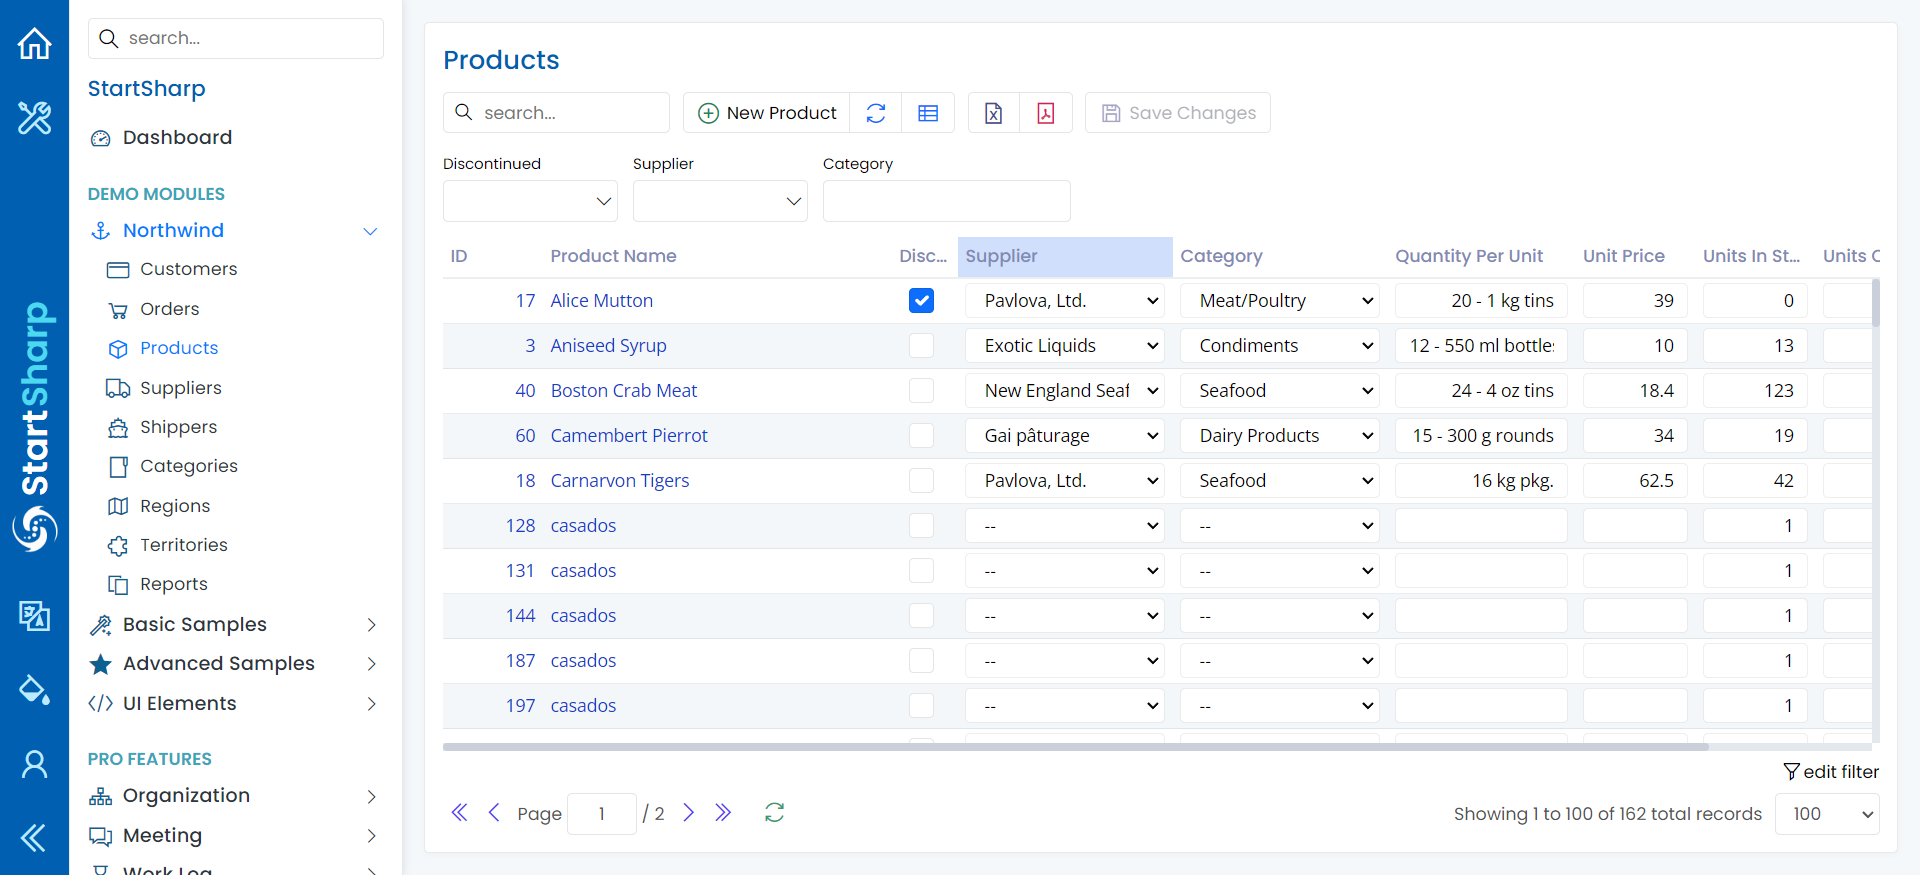 StartSharp
search...
StartSharp
Dashboard
DEMO MODULES
Northwind
Customers
Orders
Products
Suppliers
Shippers
Categories
Regions
Territories
Reports
Basic Samples
Advanced Samples
UI Elements
PRO FEATURES
Organization
Meeting
Work Log
Products
search...
New Product
Save Changes
Discontinued Supplier Category
ID Product Name Disc... Supplier Category Quantity Per Unit Unit Price Units In St... Units
17 Alice Mutton Pavlova, Ltd. Meat/Poultry 20 - 1 kg tins 39 0
3 Aniseed Syrup Exotic Liquids Condiments 12 - 550 ml bottles 10 13
40 Boston Crab Meat New England Seaf Seafood 24 - 4 oz tins 18.4 123
60 Camembert Pierrot Gai pâturage Dairy Products 15 - 300 g rounds 34 19
18 Carnarvon Tigers Pavlova, Ltd. Seafood 16 kg pkg. 62.5 42
128 casados -- -- 1
131 casados -- -- 1
144 casados -- -- 1
187 casados -- -- 1
197 casados -- -- 1
edit filter
Page 1 / 2
Showing 1 to 100 of 162 total records 100